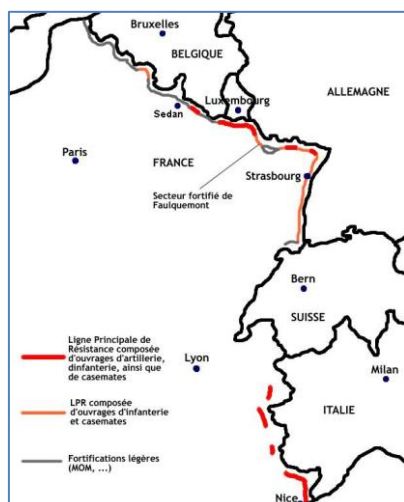 Bruxelles
BELGIQUE
ALLEMAGNE
Luxembourg
Sedan
Paris
FRANCE
Strasbourg
Secteur fortifié de
Faulquemont
Bern
SUISSE
Ligne Principale de
Résistance composée
d'ouvrages d'artillerie,
dinfanterie, ainsi que
de casemates
Lyon
Milan
LPR composée
d'ouvrages d'infanterie
et casemates
ITALIE
Fortifications légères
(MOM, ...)
Nice